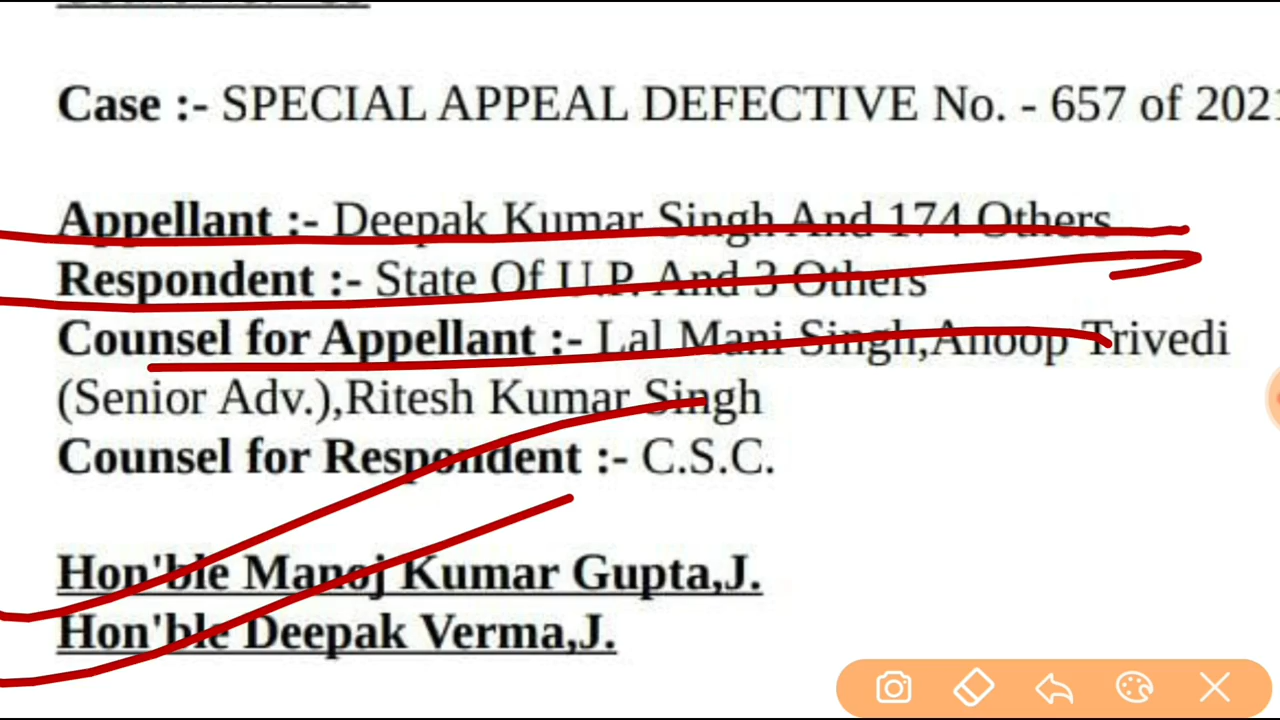 Case :- SPECIAL APPEAL DEFECTIVE No. - 657 of 2021
Appellant :- Deepak Kumar Singh And 174 Others
Respondent :- State Of U.P. And 3 Others
Counsel for Appellant :- Lal Mani Singh,Anoop Trivedi
(Senior Adv.),Ritesh Kumar Singh
Counsel for Respondent :- C.S.C.
Hon'ble Manoj Kumar Gupta,J.
Hon'ble Deepak Verma,J.